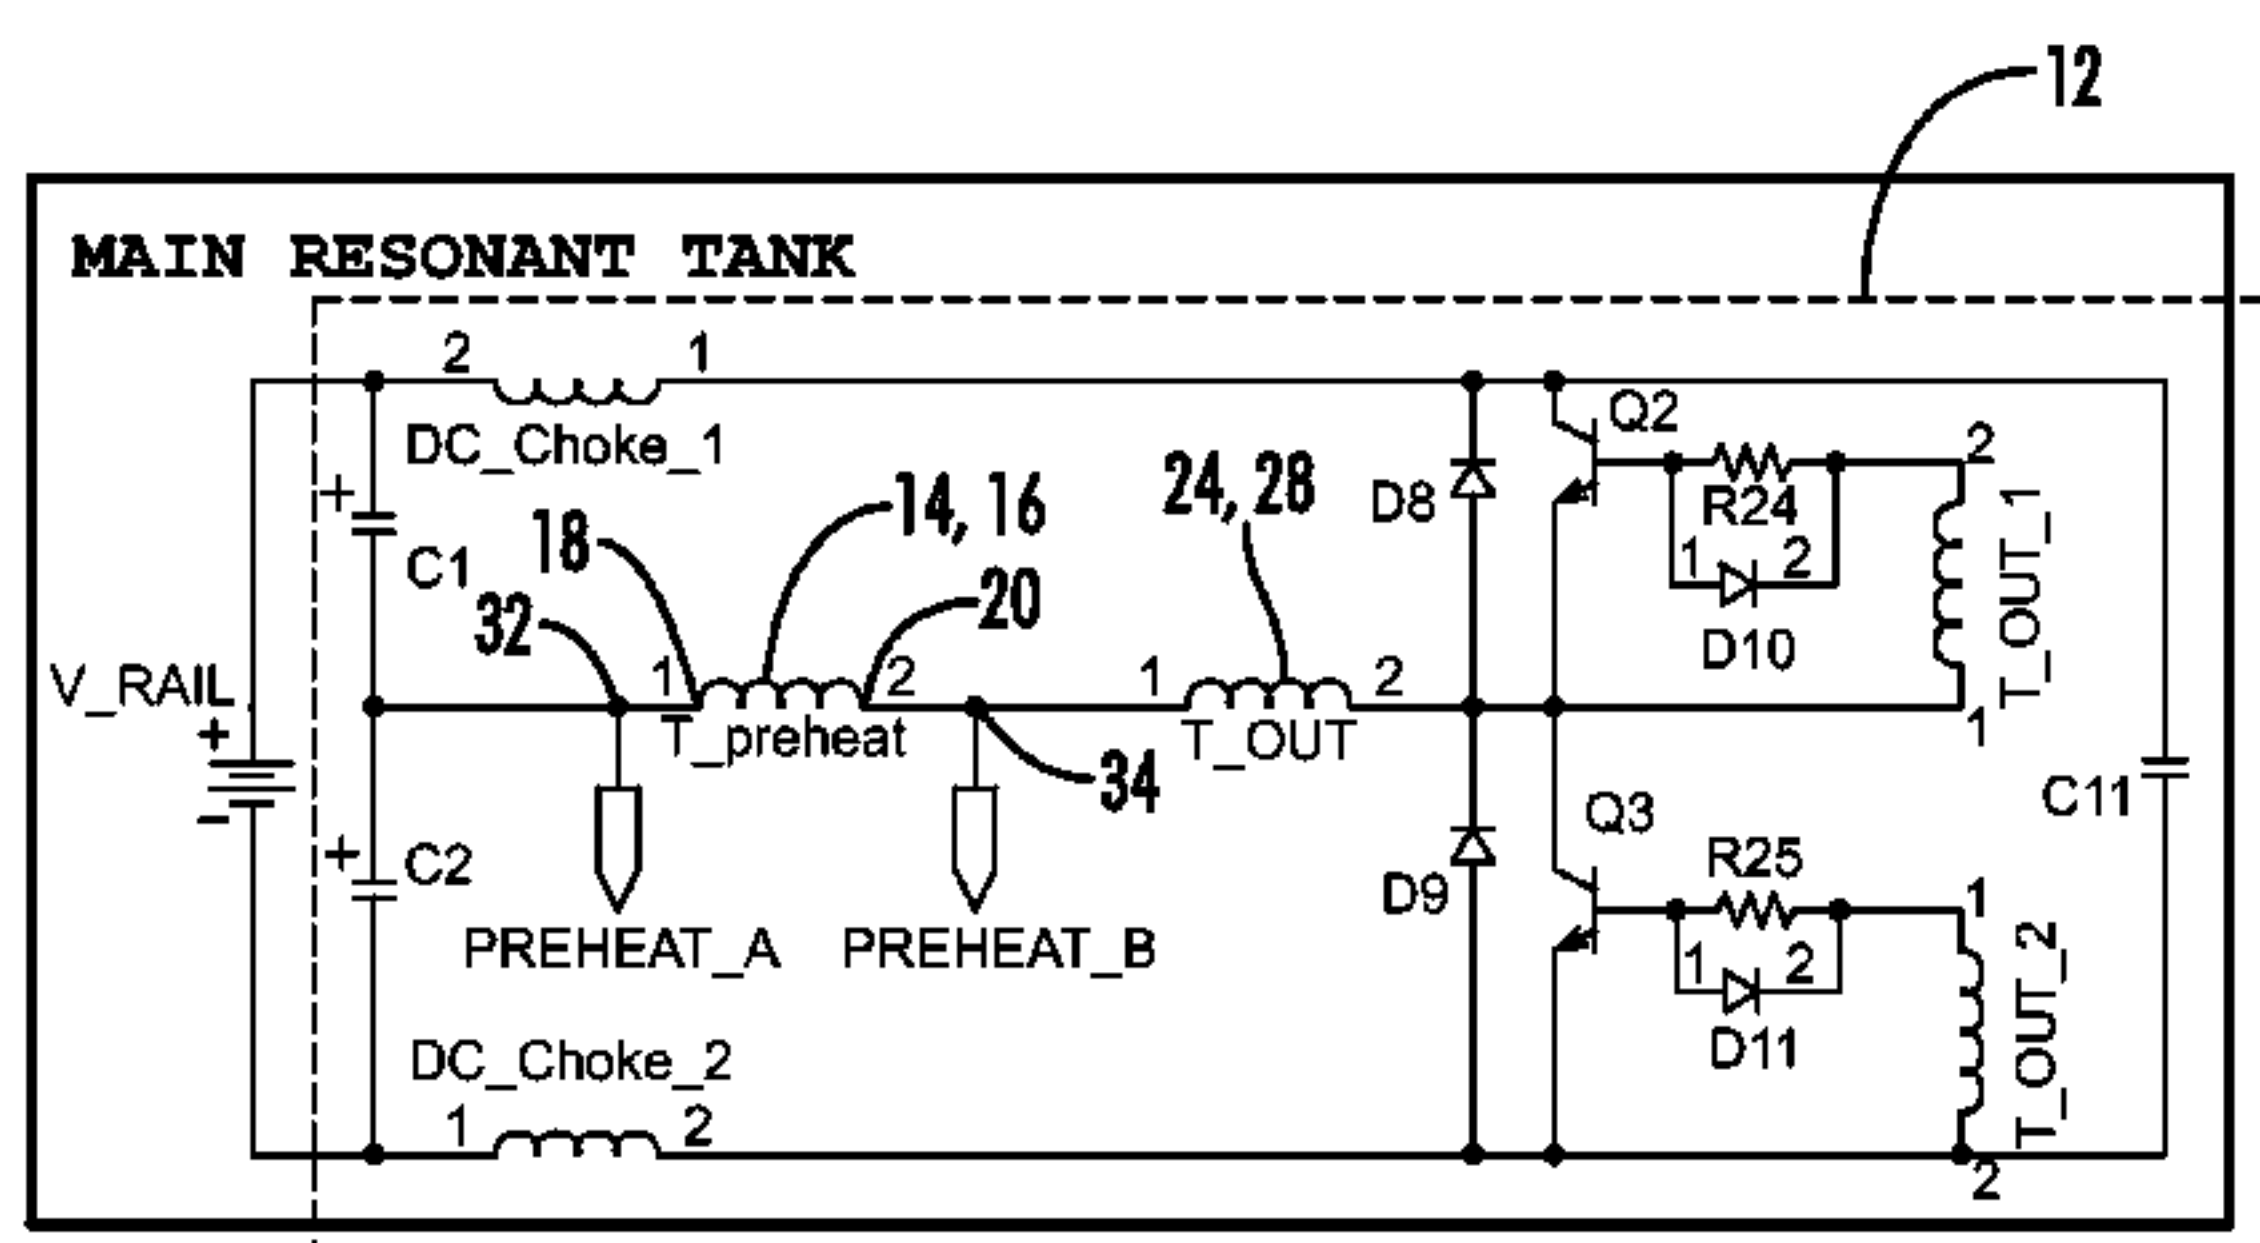 12
MAIN RESONANT TANK
2 1
DC_Choke_1
Q2
2
+
D8
R24
T_OUT_1
C1
1 2
D10
18
14, 16
24, 28
32
20
V_RAIL
1 2
1 2
T_preheat
T_OUT
1
+
-
34
Q3
C11
+
C2
R25
1
D9
PREHEAT_A
PREHEAT_B
1 2
D11
T_OUT_2
DC_Choke_2
1 2
2